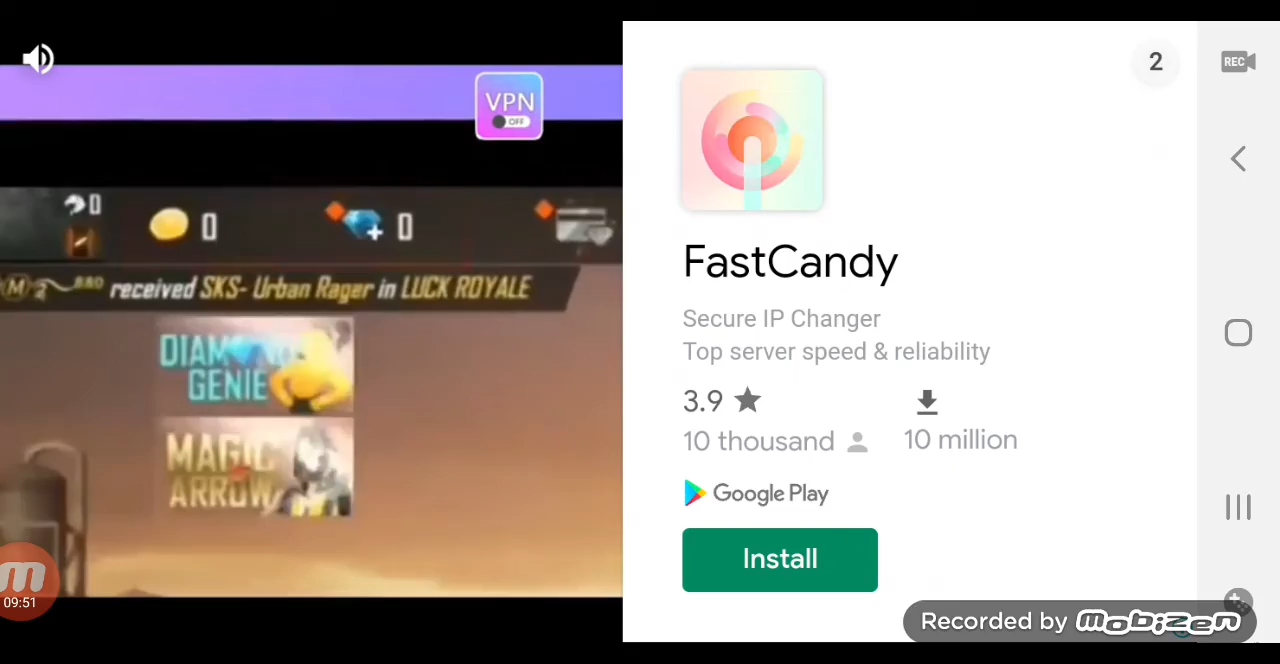 VPN
OFF
0
0
0
received SKS- Urban Rager in LUCK ROYALE
DIAMOND
GENIE
MAGIC
ARROW
09:51
2
FastCandy
Secure IP Changer
Top server speed & reliability
3.9
10 thousand
10 million
Google Play
Install
REC
Recorded by mobizen